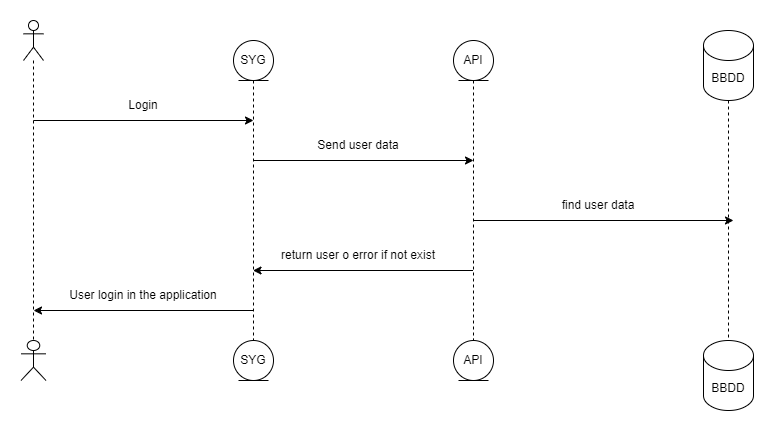 SYG
API
BBDD
Login
Send user data
find user data
return user o error if not exist
User login in the application
SYG
API
BBDD